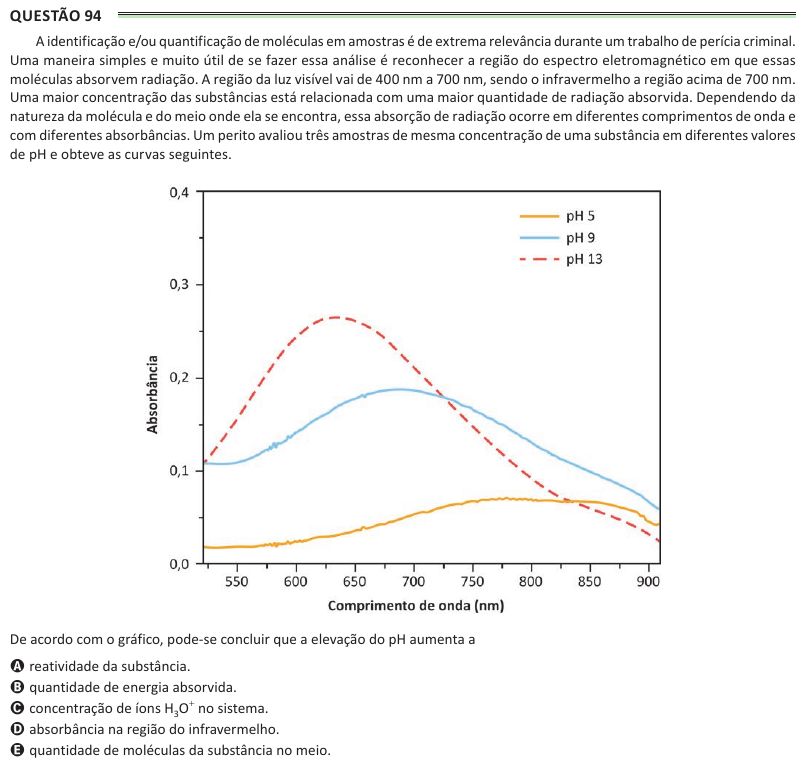 QUESTÃO 94
A identificação e/ou quantificação de moléculas em amostras é de extrema relevância durante um trabalho de perícia criminal.
Uma maneira simples e muito útil de se fazer essa análise é reconhecer a região do espectro eletromagnético em que essas
moléculas absorvem radiação. A região da luz visível vai de 400 nm a 700 nm, sendo o infravermelho a região acima de 700 nm.
Uma maior concentração das substâncias está relacionada com uma maior quantidade de radiação absorvida. Dependendo da
natureza da molécula e do meio onde ela se encontra, essa absorção de radiação ocorre em diferentes comprimentos de onda e
com diferentes absorbâncias. Um perito avaliou três amostras de mesma concentração de uma substância em diferentes valores
de pH e obteve as curvas seguintes.
0,4
pH 5
pH 9
pH 13
0,3
0,2
0,1
0,0
Absorbância
550 600 650 700 750 800 850 900
Comprimento de onda (nm)
De acordo com o gráfico, pode-se concluir que a elevação do pH aumenta a
A reatividade da substância.
B quantidade de energia absorvida.
C concentração de íons H₃O⁺ no sistema.
D absorbância na região do infravermelho.
E quantidade de moléculas da substância no meio.